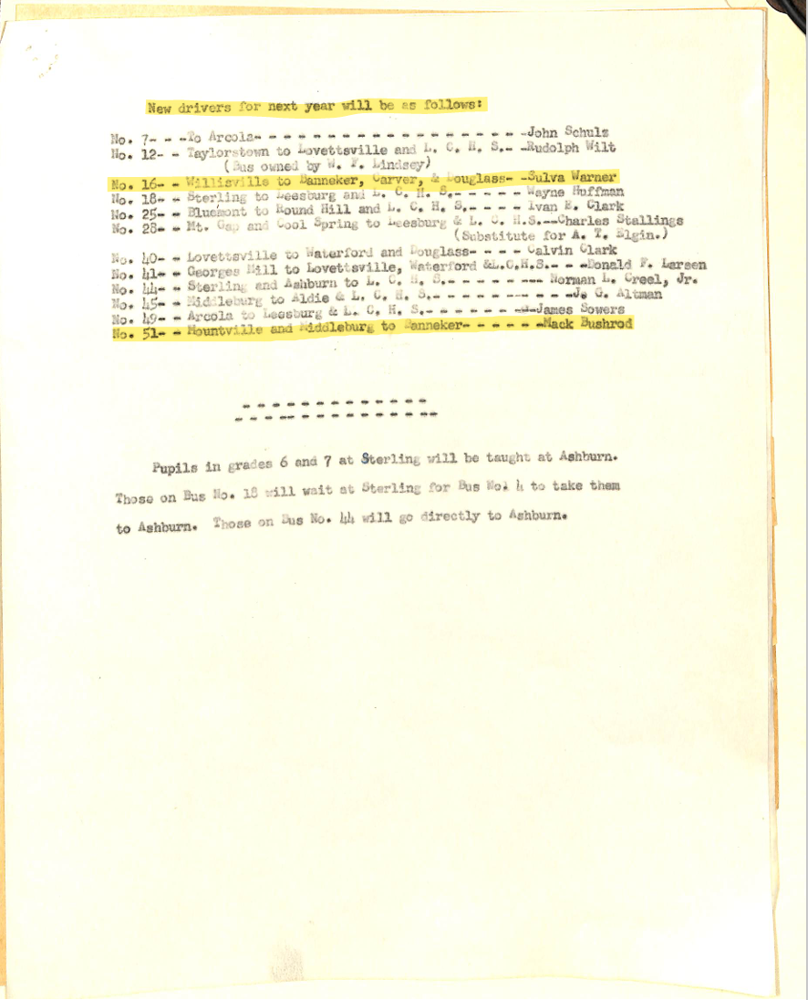 New drivers for next year will be as follows:
No. 7- - -To Arcola- - - - - - - - - - - - - - - - - - - -John Schulz
No. 12- - Taylorstown to Lovettsville and L. C. H. S.- -Rudolph Wilt
(Bus owned by W. F. Lindsey)
No. 16- - Willisville to Banneker, Carver, & Douglass- -Sulva Warner
No. 18- - Sterling to Leesburg and L. C. H. S.- - - - - Wayne Huffman
No. 25- - Bluemont to Round Hill and L. C. H. S.- - - - Ivan E. Clark
No. 28- - Mt. Gap and Cool Spring to Leesburg & L. C. H.S.--Charles Stallings
(Substitute for A. T. Elgin.)
No. 40- - Lovettsville to Waterford and Douglass- - - - Calvin Clark
No. 41- - Georges Mill to Lovettsville, Waterford &L.C.H.S.- - -Donald F. Larsen
No. 44- - Sterling and Ashburn to L. C. H. S.- - - - - --- Norman L. Creel, Jr.
No. 45- - Middleburg to Aldie & L. C. H. S.- - - - - -- - - -J. G. Altman
No. 49- - Arcola to Leesburg & L. C. H. S.- - - - - - --James Sowers
No. 51- - Mountville and Middleburg to Banneker- - - - - -Mack Bushrod
- - - - - - - - - - - - -
- - - -- - - - - - - - - -
Pupils in grades 6 and 7 at Sterling will be taught at Ashburn.
Those on Bus No. 18 will wait at Sterling for Bus No. 4 to take them
to Ashburn. Those on Bus No. 44 will go directly to Ashburn.